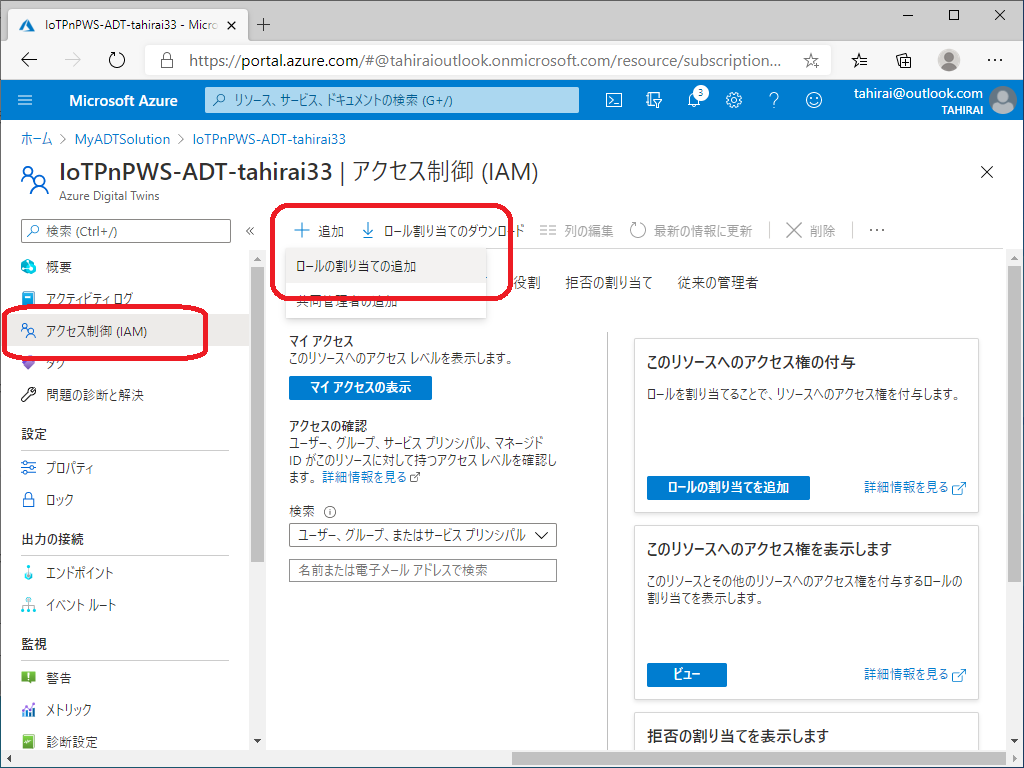 IoTPnPWS-ADT-tahirai33 - Micro
https://portal.azure.com/#@tahiraioutlook.onmicrosoft.com/resource/subscription...
Microsoft Azure
リソース、サービス、ドキュメントの検索 (G+/)
3
tahirai@outlook.com
TAHIRAI
ホーム > MyADTSolution > IoTPnPWS-ADT-tahirai33
IoTPnPWS-ADT-tahirai33 | アクセス制御 (IAM)
Azure Digital Twins
検索 (Ctrl+/)
«
概要
アクティビティ ログ
アクセス制御 (IAM)
タグ
問題の診断と解決
設定
プロパティ
ロック
出力の接続
エンドポイント
イベント ルート
監視
警告
メトリック
診断設定
追加
ロール割り当てのダウンロード
列の編集
最新の情報に更新
削除
...
ロールの割り当ての追加
共同管理者の追加
役割
拒否の割り当て
従来の管理者
マイ アクセス
このリソースへのアクセス レベルを表示します。
マイ アクセスの表示
アクセスの確認
ユーザー、グループ、サービス プリンシパル、マネージド
ID がこのリソースに対して持つアクセス レベルを確認し
ます。詳細情報を見る
検索
ユーザー、グループ、またはサービス プリンシパル
名前または電子メール アドレスで検索
このリソースへのアクセス権の付与
ロールを割り当てることで、リソースへのアクセス権を付与します。
ロールの割り当てを追加
詳細情報を見る
このリソースへのアクセス権を表示します
このリソースとその他のリソースへのアクセス権を付与するロールの
割り当てを表示します。
ビュー
詳細情報を見る
拒否の割り当てを表示します